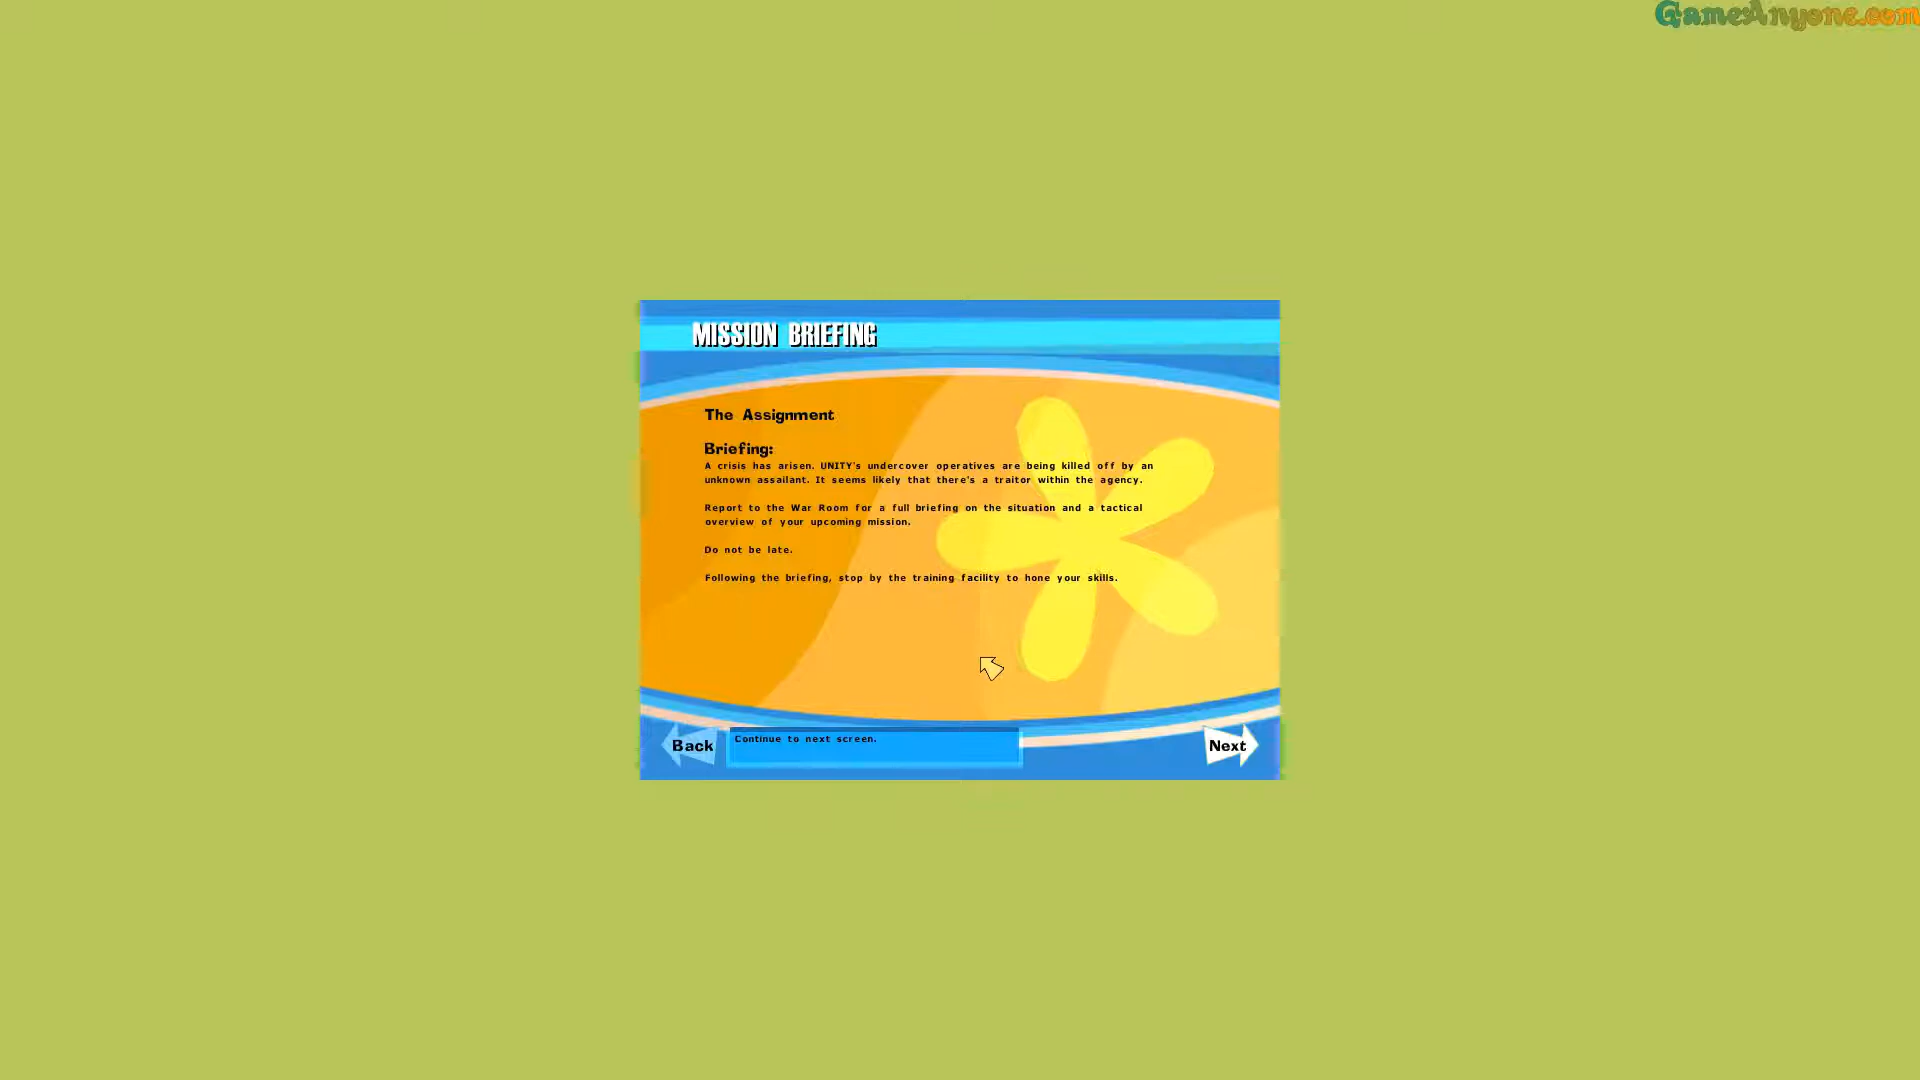 GameAnyone.com
MISSION BRIEFING
The Assignment
Briefing:
A crisis has arisen. UNITY's undercover operatives are being killed off by an
unknown assailant. It seems likely that there's a traitor within the agency.
Report to the War Room for a full briefing on the situation and a tactical
overview of your upcoming mission.
Do not be late.
Following the briefing, stop by the training facility to hone your skills.
Back
Continue to next screen.
Next